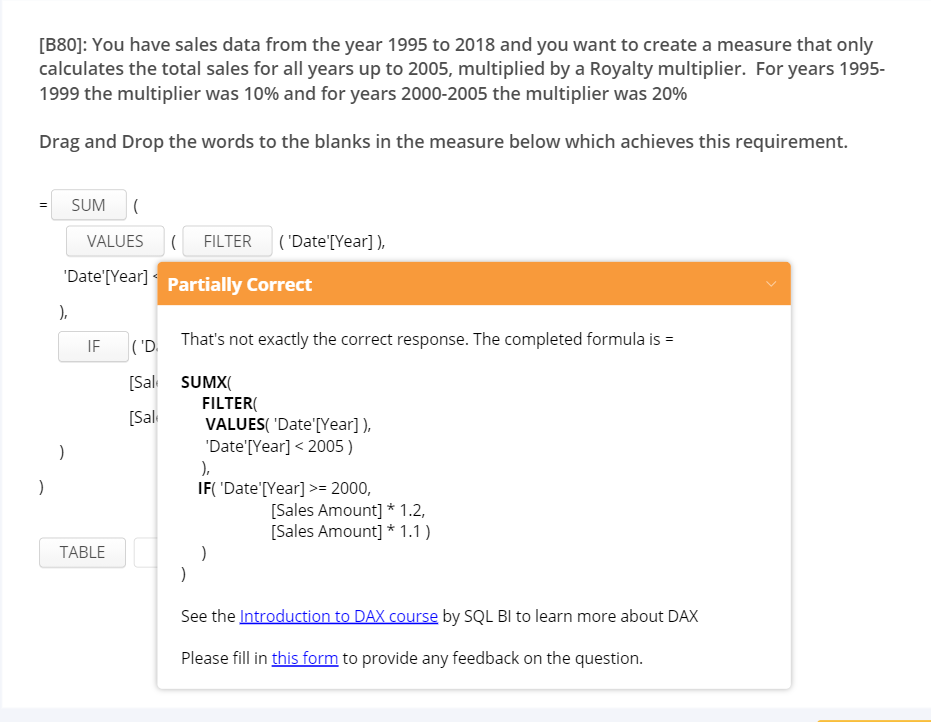 [B80]: You have sales data from the year 1995 to 2018 and you want to create a measure that only
calculates the total sales for all years up to 2005, multiplied by a Royalty multiplier. For years 1995-
1999 the multiplier was 10% and for years 2000-2005 the multiplier was 20%
Drag and Drop the words to the blanks in the measure below which achieves this requirement.
= SUM (
VALUES ( FILTER ( 'Date'[Year] ),
'Date'[Year] <
),
IF ( 'D
[Sal
[Sal
)
)
TABLE
Partially Correct
That's not exactly the correct response. The completed formula is =
SUMX(
FILTER(
VALUES( 'Date'[Year] ),
'Date'[Year] < 2005 )
),
IF( 'Date'[Year] >= 2000,
[Sales Amount] * 1.2,
[Sales Amount] * 1.1 )
)
)
See the Introduction to DAX course by SQL BI to learn more about DAX
Please fill in this form to provide any feedback on the question.